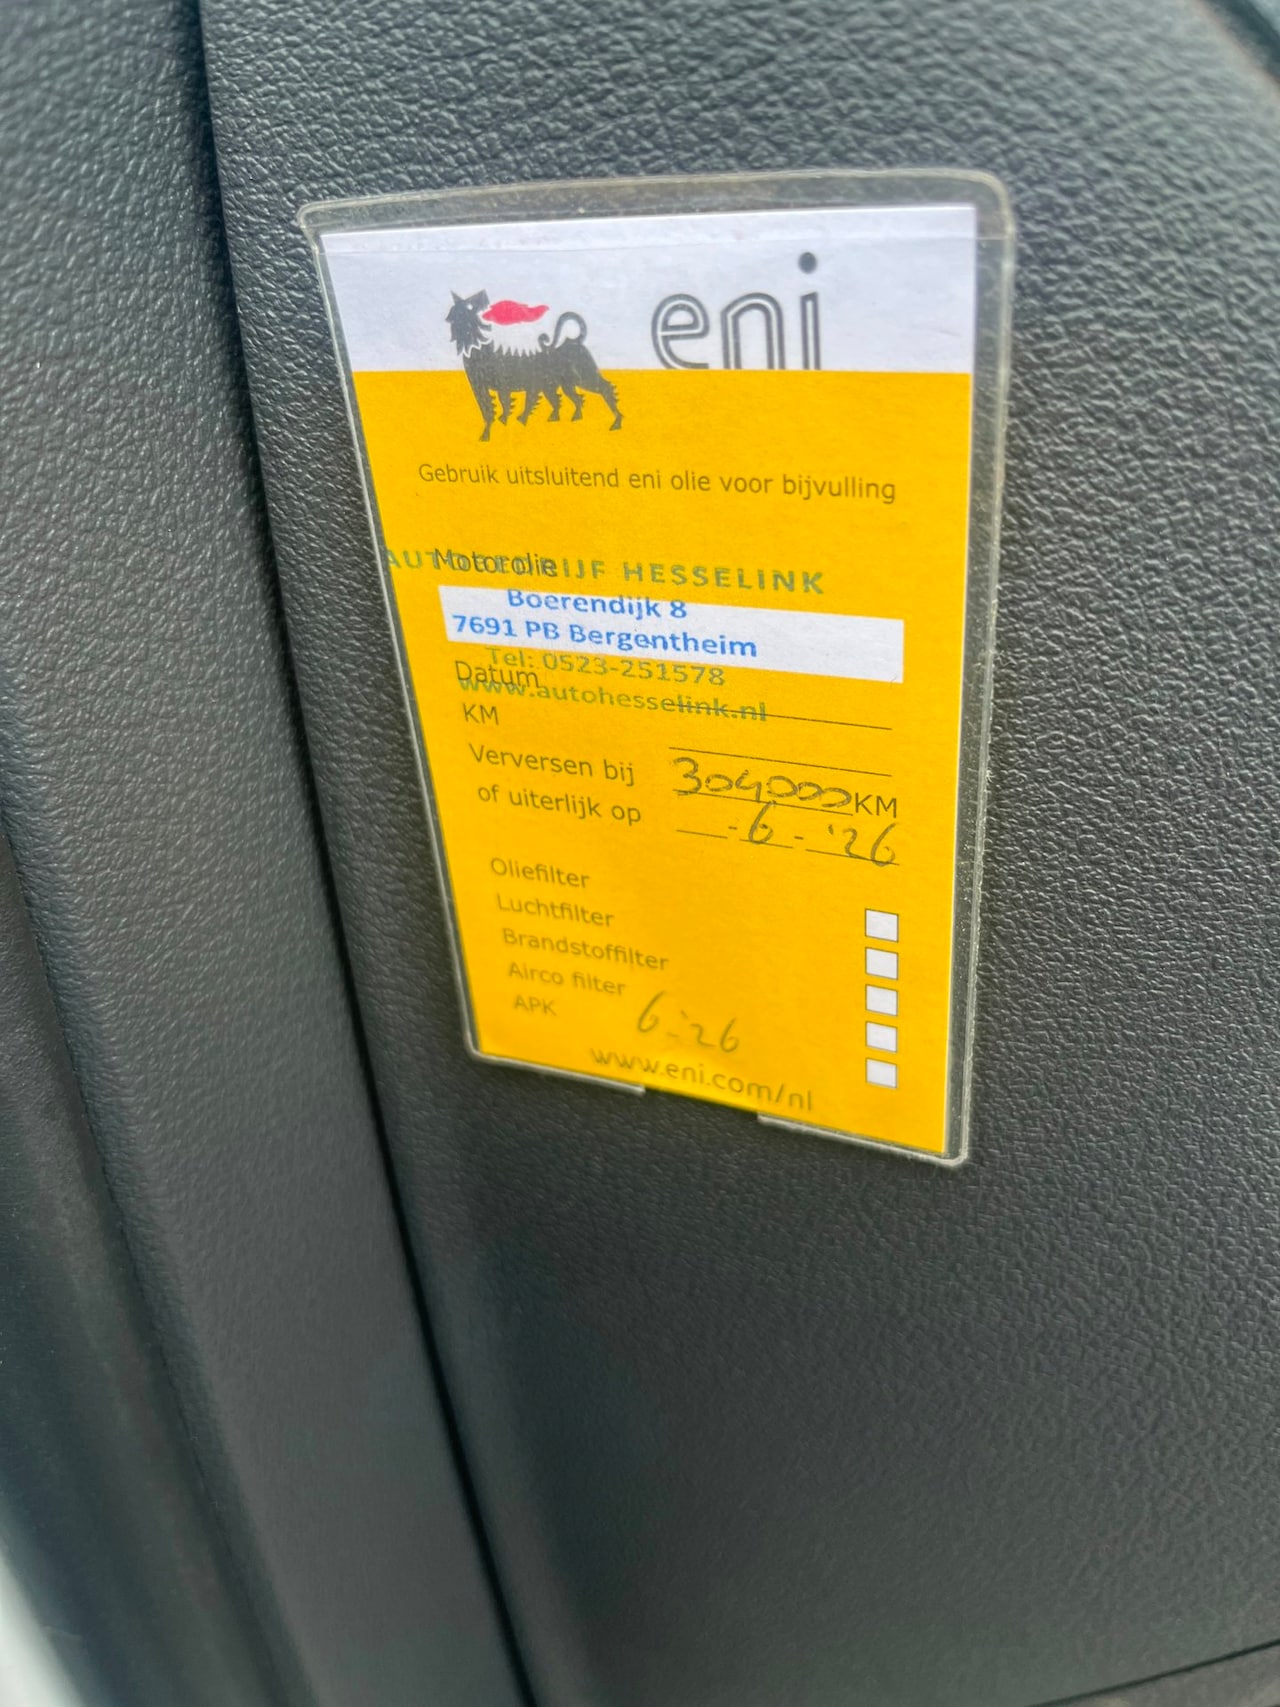 eni
Gebruik uitsluitend eni olie voor bijvulling
Motorolie
AUTOBEDRIJF HESSELINK
Boerendijk 8
7691 PB Bergentheim
Tel: 0523-251578
Datum
www.autohesselink.nl
KM
Verversen bij 304000 KM
of uiterlijk op -6-'26
Oliefilter
Luchtfilter
Brandstoffilter
Airco filter
APK 6-'26
www.eni.com/nl